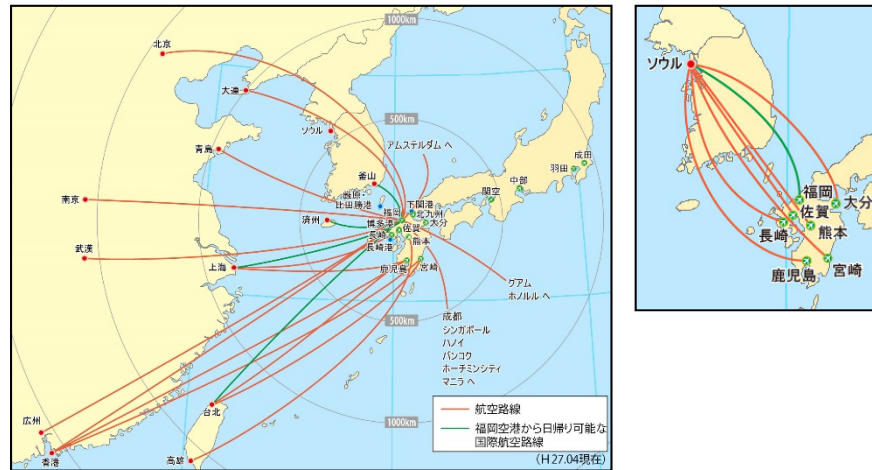 1000km
北京
大連
500km
ソウル
アムステルダム へ
青島
成田
羽田
釜山
中部
関空
厳原・
比田勝港
下関港
南京
福岡
北九州
済州
博多港
大分
佐賀
長崎
熊本
長崎港
武漢
上海
鹿児島
宮崎
グアム
ホノルル へ
500km
成都
シンガポール
ハノイ
バンコク
ホーチミンシティ
マニラ へ
台北
1000km
広州
香港
高雄
航空路線
福岡空港から日帰り可能な
国際航空路線
(H27.04現在)
ソウル
福岡
大分
佐賀
長崎
熊本
鹿児島
宮崎